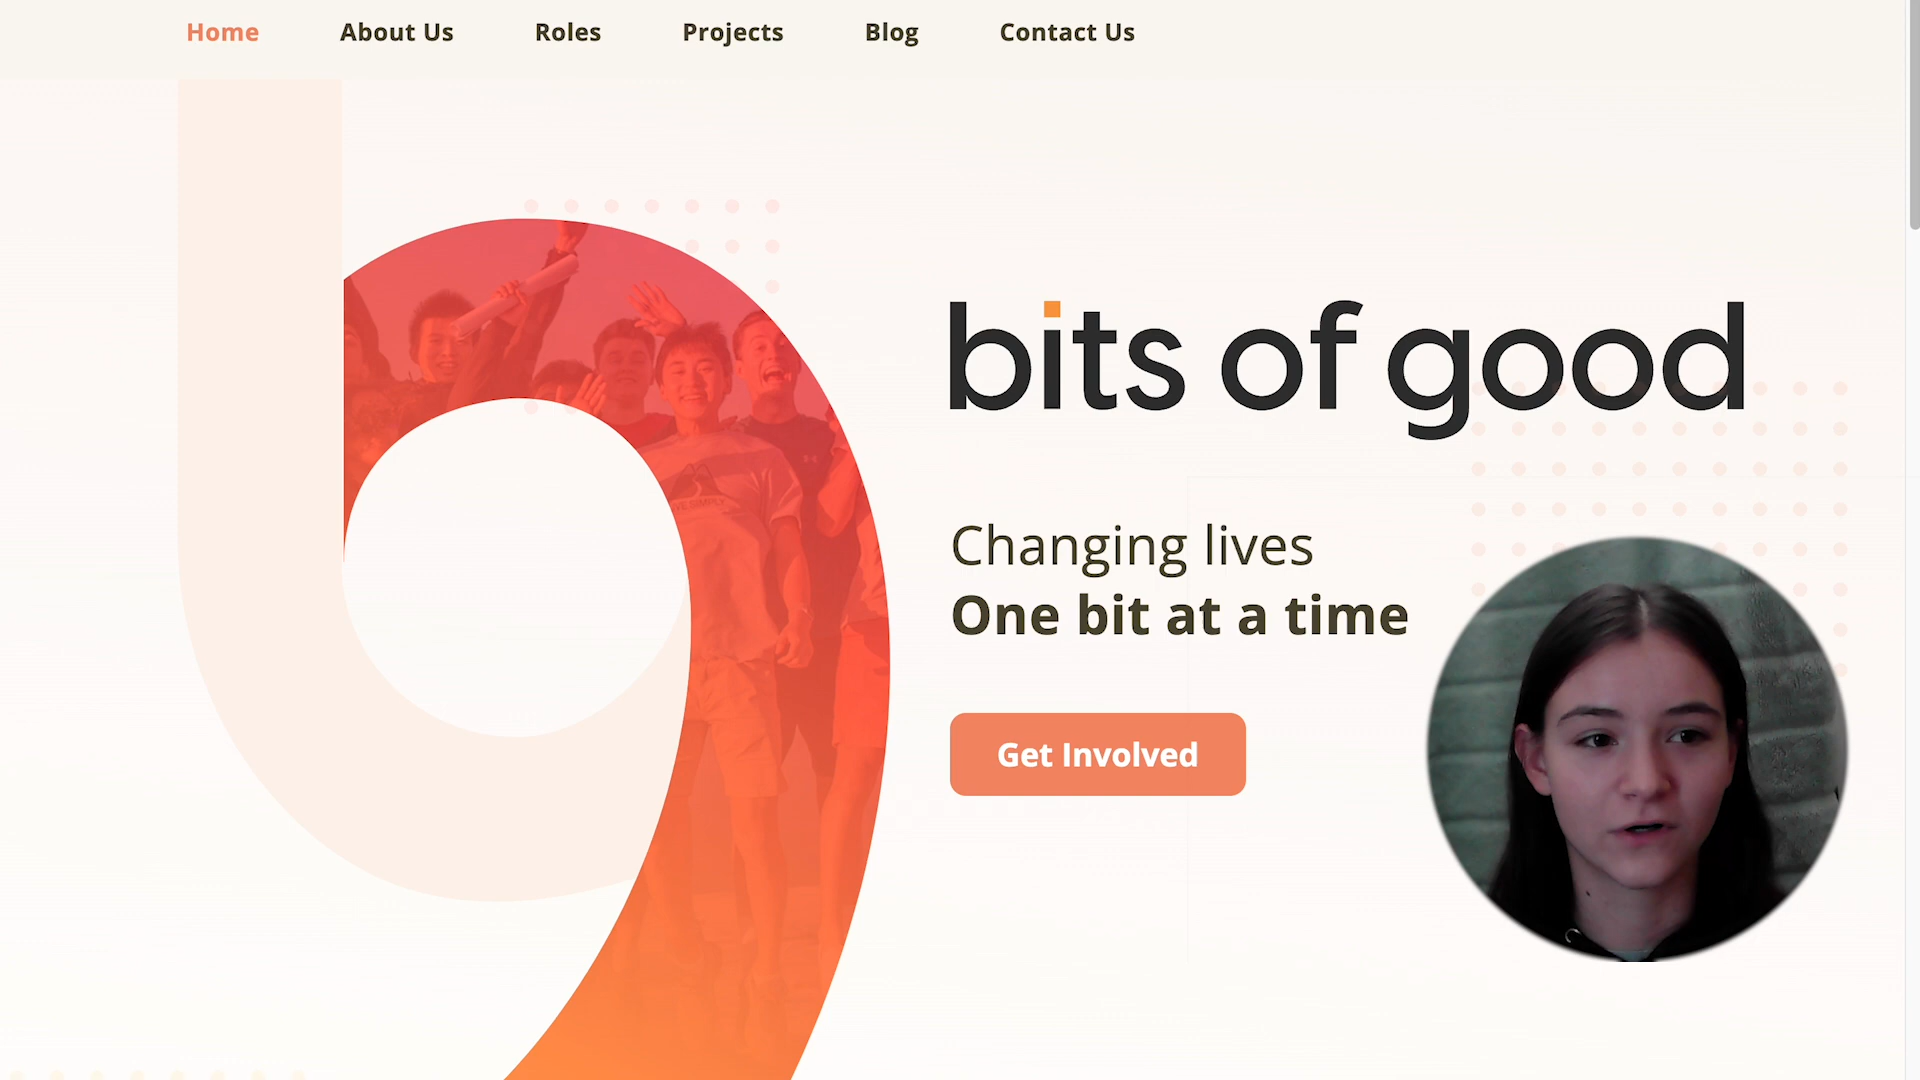 Home About Us Roles Projects Blog Contact Us
bits of good
Changing lives
One bit at a time
Get Involved